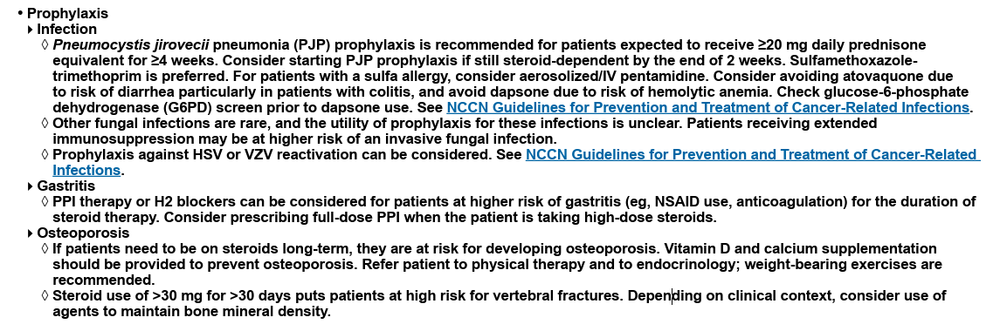 • Prophylaxis
▸ Infection
◊ Pneumocystis jirovecii pneumonia (PJP) prophylaxis is recommended for patients expected to receive ≥20 mg daily prednisone
equivalent for ≥4 weeks. Consider starting PJP prophylaxis if still steroid-dependent by the end of 2 weeks. Sulfamethoxazole-
trimethoprim is preferred. For patients with a sulfa allergy, consider aerosolized/IV pentamidine. Consider avoiding atovaquone due
to risk of diarrhea particularly in patients with colitis, and avoid dapsone due to risk of hemolytic anemia. Check glucose-6-phosphate
dehydrogenase (G6PD) screen prior to dapsone use. See NCCN Guidelines for Prevention and Treatment of Cancer-Related Infections.
◊ Other fungal infections are rare, and the utility of prophylaxis for these infections is unclear. Patients receiving extended
immunosuppression may be at higher risk of an invasive fungal infection.
◊ Prophylaxis against HSV or VZV reactivation can be considered. See NCCN Guidelines for Prevention and Treatment of Cancer-Related
Infections.
▸ Gastritis
◊ PPI therapy or H2 blockers can be considered for patients at higher risk of gastritis (eg, NSAID use, anticoagulation) for the duration of
steroid therapy. Consider prescribing full-dose PPI when the patient is taking high-dose steroids.
▸ Osteoporosis
◊ If patients need to be on steroids long-term, they are at risk for developing osteoporosis. Vitamin D and calcium supplementation
should be provided to prevent osteoporosis. Refer patient to physical therapy and to endocrinology; weight-bearing exercises are
recommended.
◊ Steroid use of >30 mg for >30 days puts patients at high risk for vertebral fractures. Depending on clinical context, consider use of
agents to maintain bone mineral density.